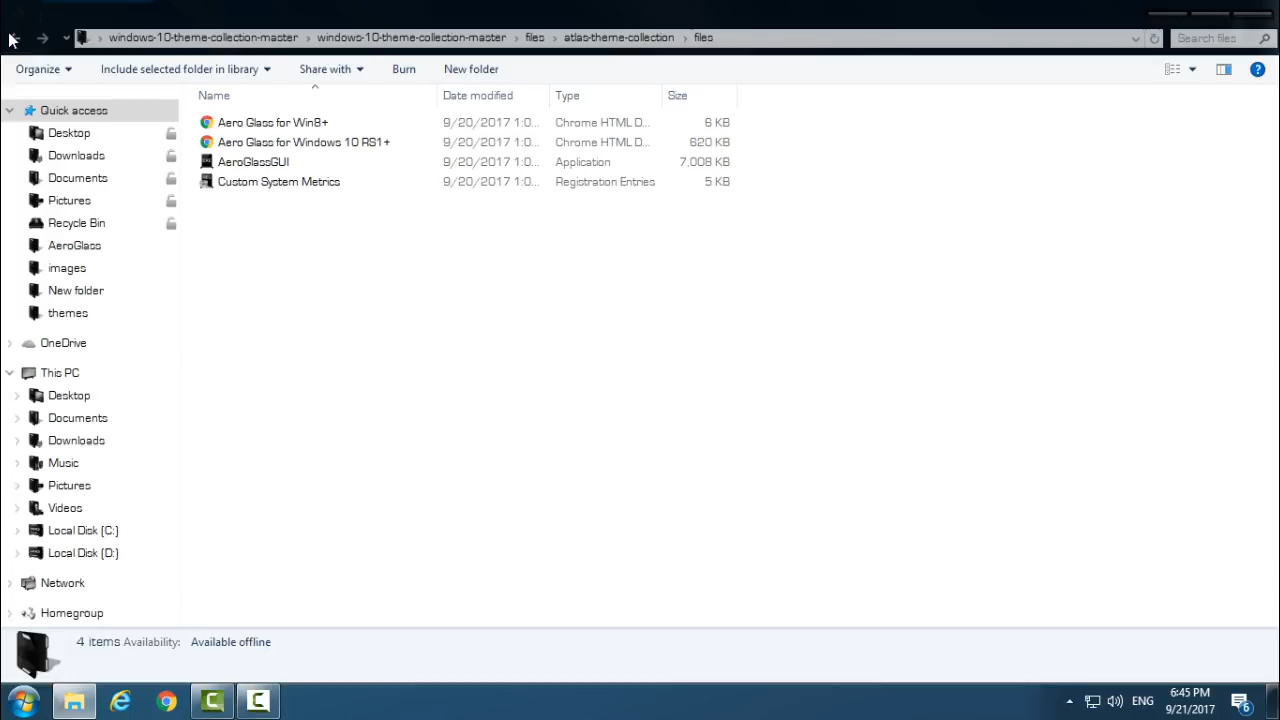 windows-10-theme-collection-master windows-10-theme-collection-master files atlas-theme-collection files Search files
Organize Include selected folder in library Share with Burn New folder
Name Date modified Type Size
Quick access
Desktop
Downloads
Documents
Pictures
Recycle Bin
AeroGlass
images
New folder
themes
OneDrive
This PC
Desktop
Documents
Downloads
Music
Pictures
Videos
Local Disk [C:]
Local Disk [D:]
Network
Homegroup
Aero Glass for Win8+ 9/20/2017 1:0... Chrome HTML D... 6 KB
Aero Glass for Windows 10 RS1+ 9/20/2017 1:0... Chrome HTML D... 620 KB
AeroGlassGUI 9/20/2017 1:0... Application 7,008 KB
Custom System Metrics 9/20/2017 1:0... Registration Entries 5 KB
4 items Availability: Available offline
ENG
6:45 PM
9/21/2017
6